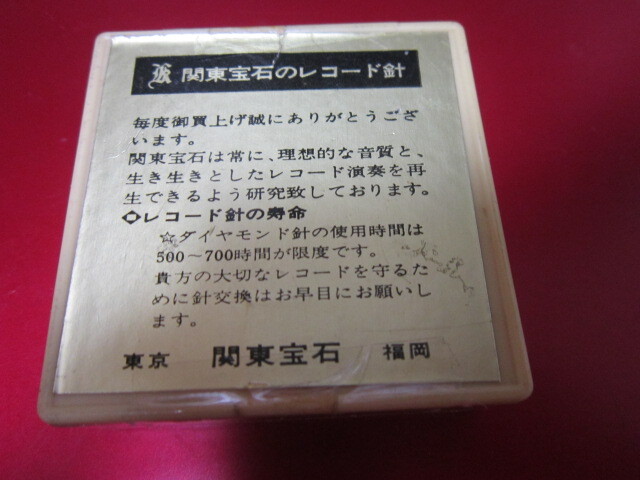 K 関東宝石のレコード針
毎度御買上げ誠にありがとうござ
います。
関東宝石は常に、理想的な音質と、
生き生きとしたレコード演奏を再
生できるよう研究致しております。
◇レコード針の寿命
☆ダイヤモンド針の使用時間は
500〜700時間が限度です。
貴方の大切なレコードを守るた
めに針交換はお早目にお願いし
ます。
東京 関東宝石 福岡